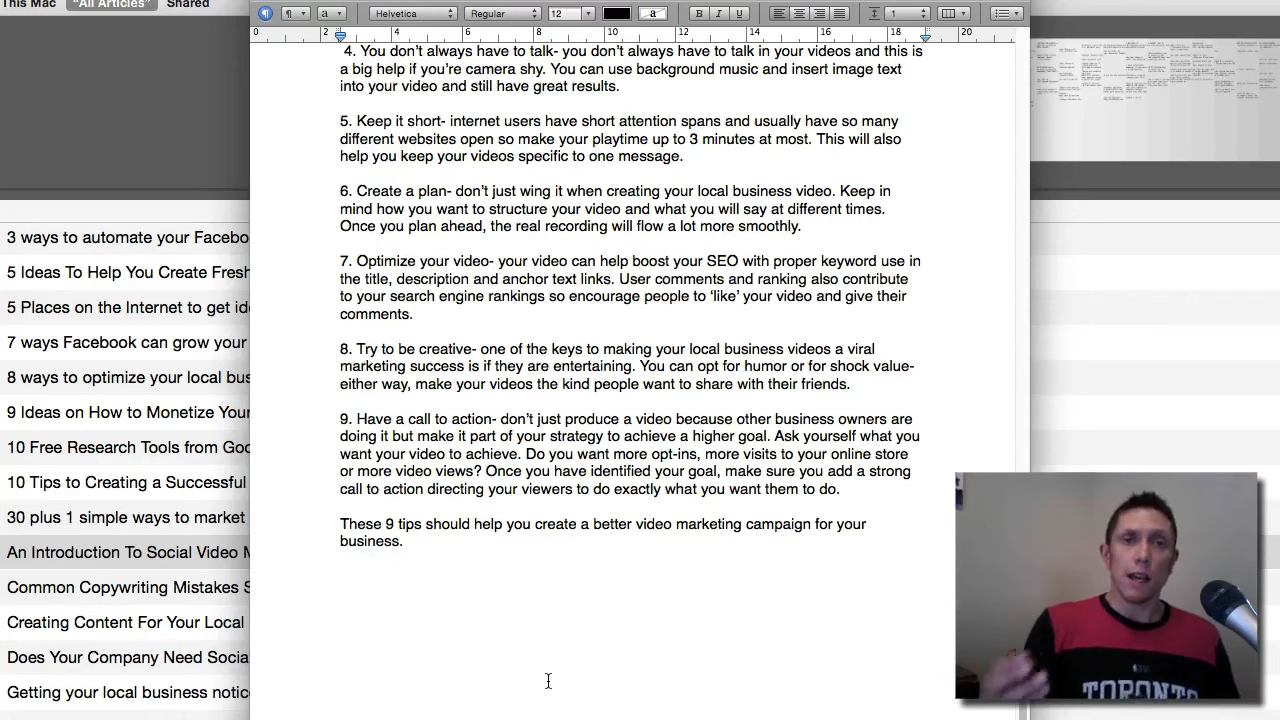 This Mac "All Articles" Shared
¶ a Helvetica Regular 12 a B I U 1
0 2 4 6 8 10 12 14 16 18 20
4. You don't always have to talk- you don't always have to talk in your videos and this is
into your video and still have great results.
5. Keep it short- internet users have short attention spans and usually have so many
different websites open so make your playtime up to 3 minutes at most. This will also
help you keep your videos specific to one message.
6. Create a plan- don't just wing it when creating your local business video. Keep in
mind how you want to structure your video and what you will say at different times.
Once you plan ahead, the real recording will flow a lot more smoothly.
7. Optimize your video- your video can help boost your SEO with proper keyword use in
the title, description and anchor text links. User comments and ranking also contribute
to your search engine rankings so encourage people to 'like' your video and give their
comments.
8. Try to be creative- one of the keys to making your local business videos a viral
marketing success is if they are entertaining. You can opt for humor or for shock value-
either way, make your videos the kind people want to share with their friends.
9. Have a call to action- don't just produce a video because other business owners are
doing it but make it part of your strategy to achieve a higher goal. Ask yourself what you
want your video to achieve. Do you want more opt-ins, more visits to your online store
or more video views? Once you have identified your goal, make sure you add a strong
call to action directing your viewers to do exactly what you want them to do.
These 9 tips should help you create a better video marketing campaign for your
business.
3 ways to automate your Facebo
5 Ideas To Help You Create Fresh
5 Places on the Internet to get ide
7 ways Facebook can grow your
8 ways to optimize your local bus
9 Ideas on How to Monetize Your
10 Free Research Tools from Goo
10 Tips to Creating a Successful
30 plus 1 simple ways to market
An Introduction To Social Video M
Common Copywriting Mistakes S
Creating Content For Your Local
Does Your Company Need Socia
Getting your local business notic
TORONTO